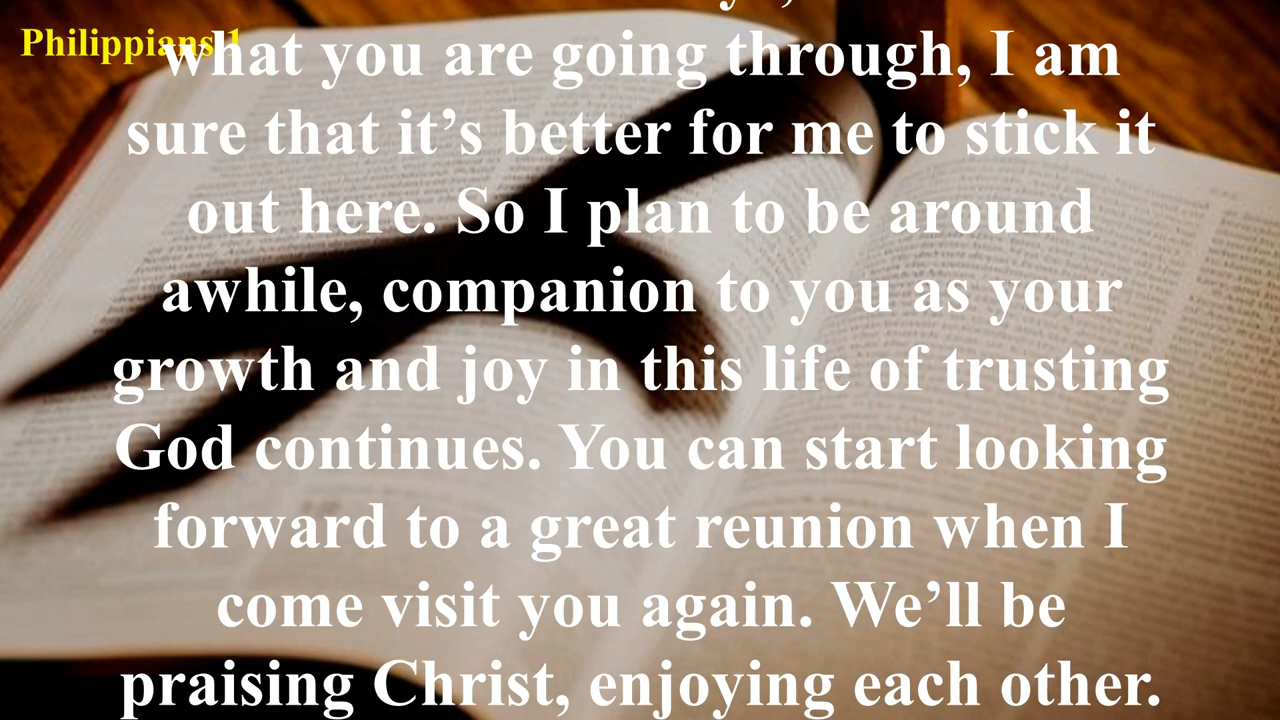 Philippians 1
what you are going through, I am
sure that it’s better for me to stick it
out here. So I plan to be around
awhile, companion to you as your
growth and joy in this life of trusting
God continues. You can start looking
forward to a great reunion when I
come visit you again. We’ll be
praising Christ, enjoying each other.